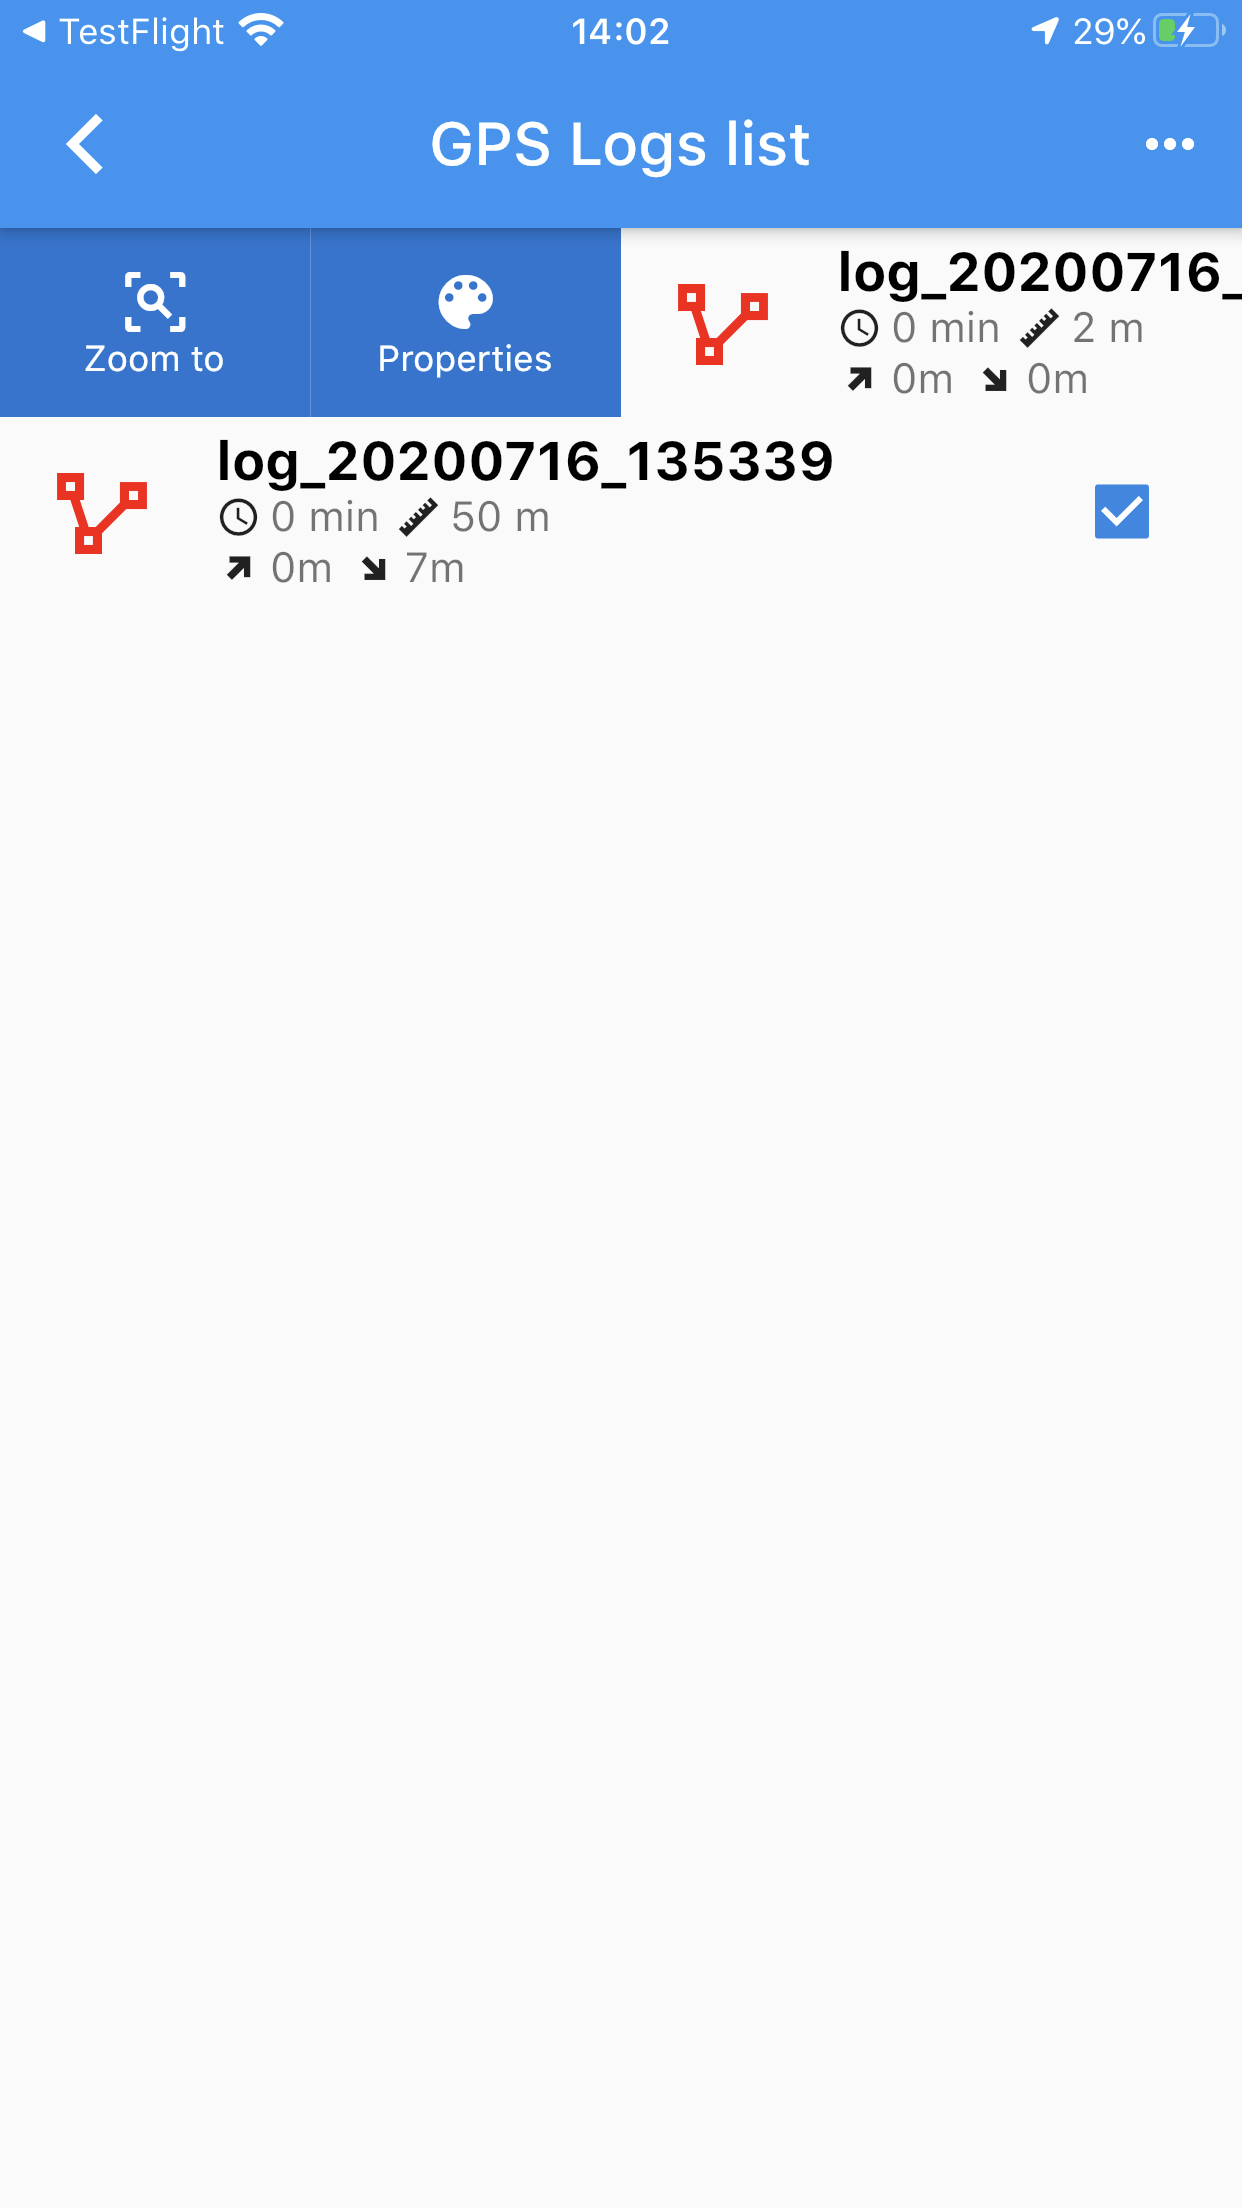 TestFlight 14:02 29%
GPS Logs list
Zoom to Properties
log_20200716_
0 min 2 m
0m 0m
log_20200716_135339
0 min 50 m
0m 7m